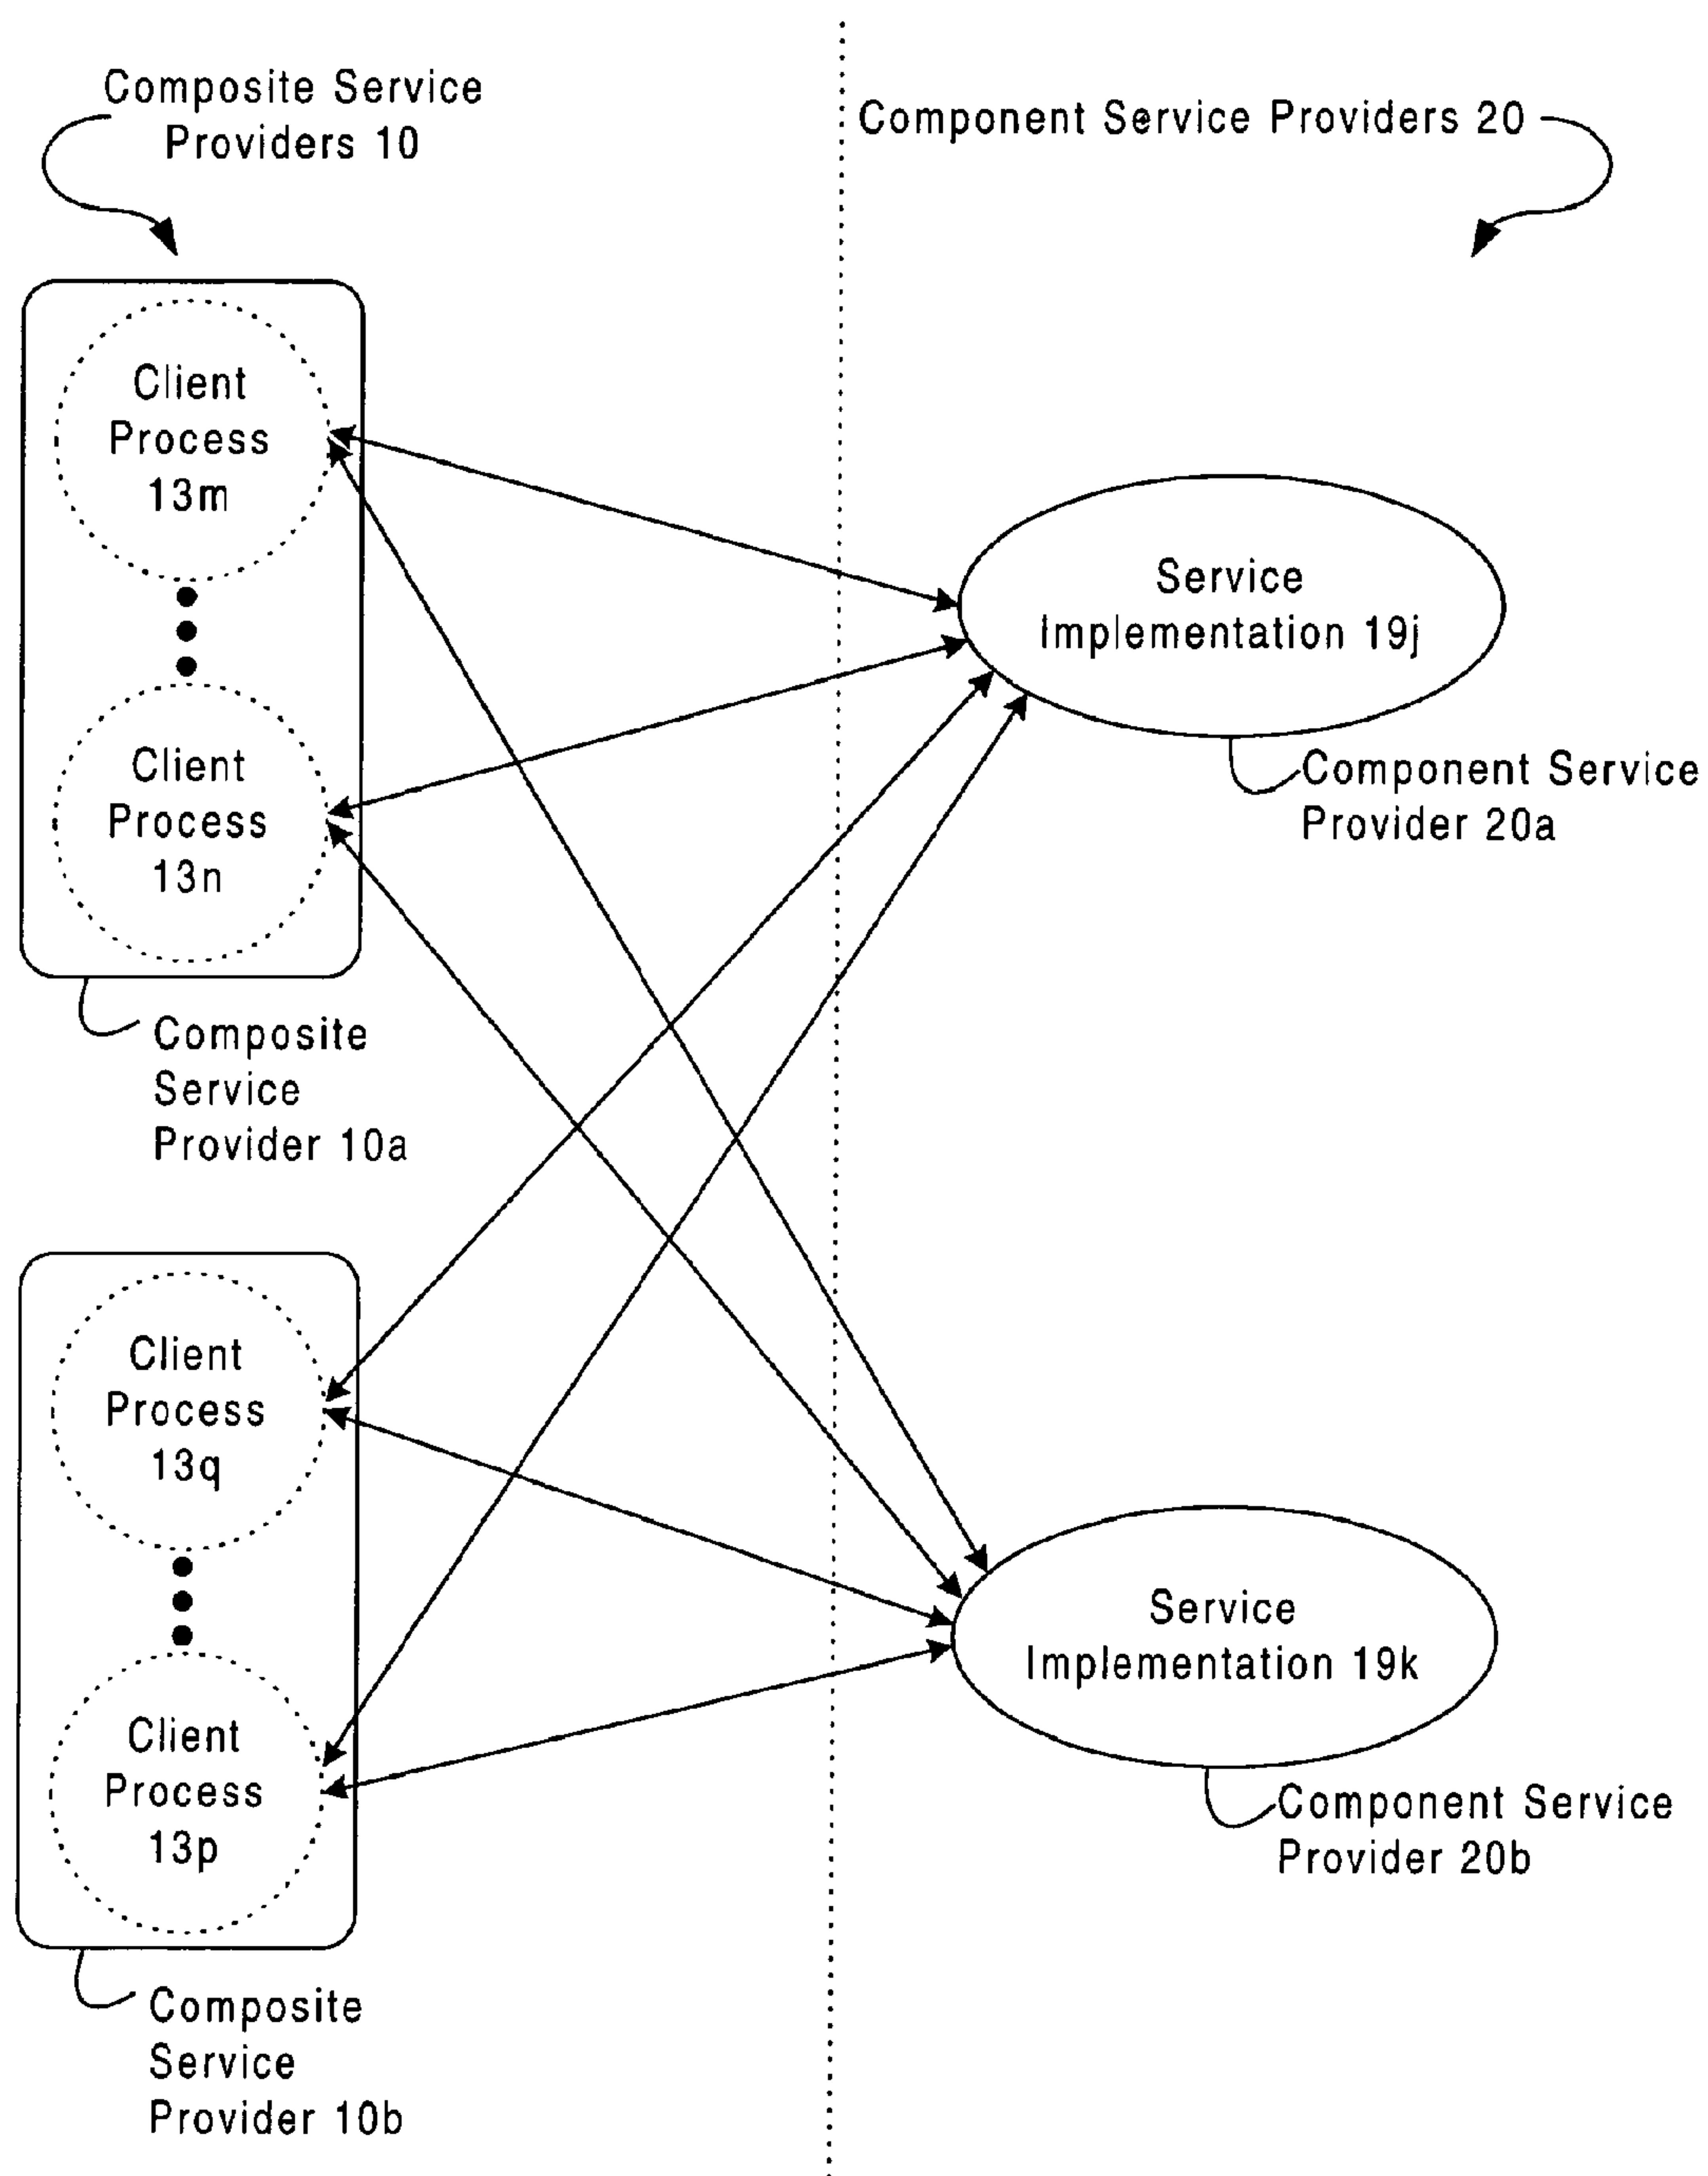 Composite Service
Providers 10
Component Service Providers 20
Client
Process
13m
Client
Process
13n
Composite
Service
Provider 10a
Service
Implementation 19j
Component Service
Provider 20a
Client
Process
13q
Client
Process
13p
Composite
Service
Provider 10b
Service
Implementation 19k
Component Service
Provider 20b